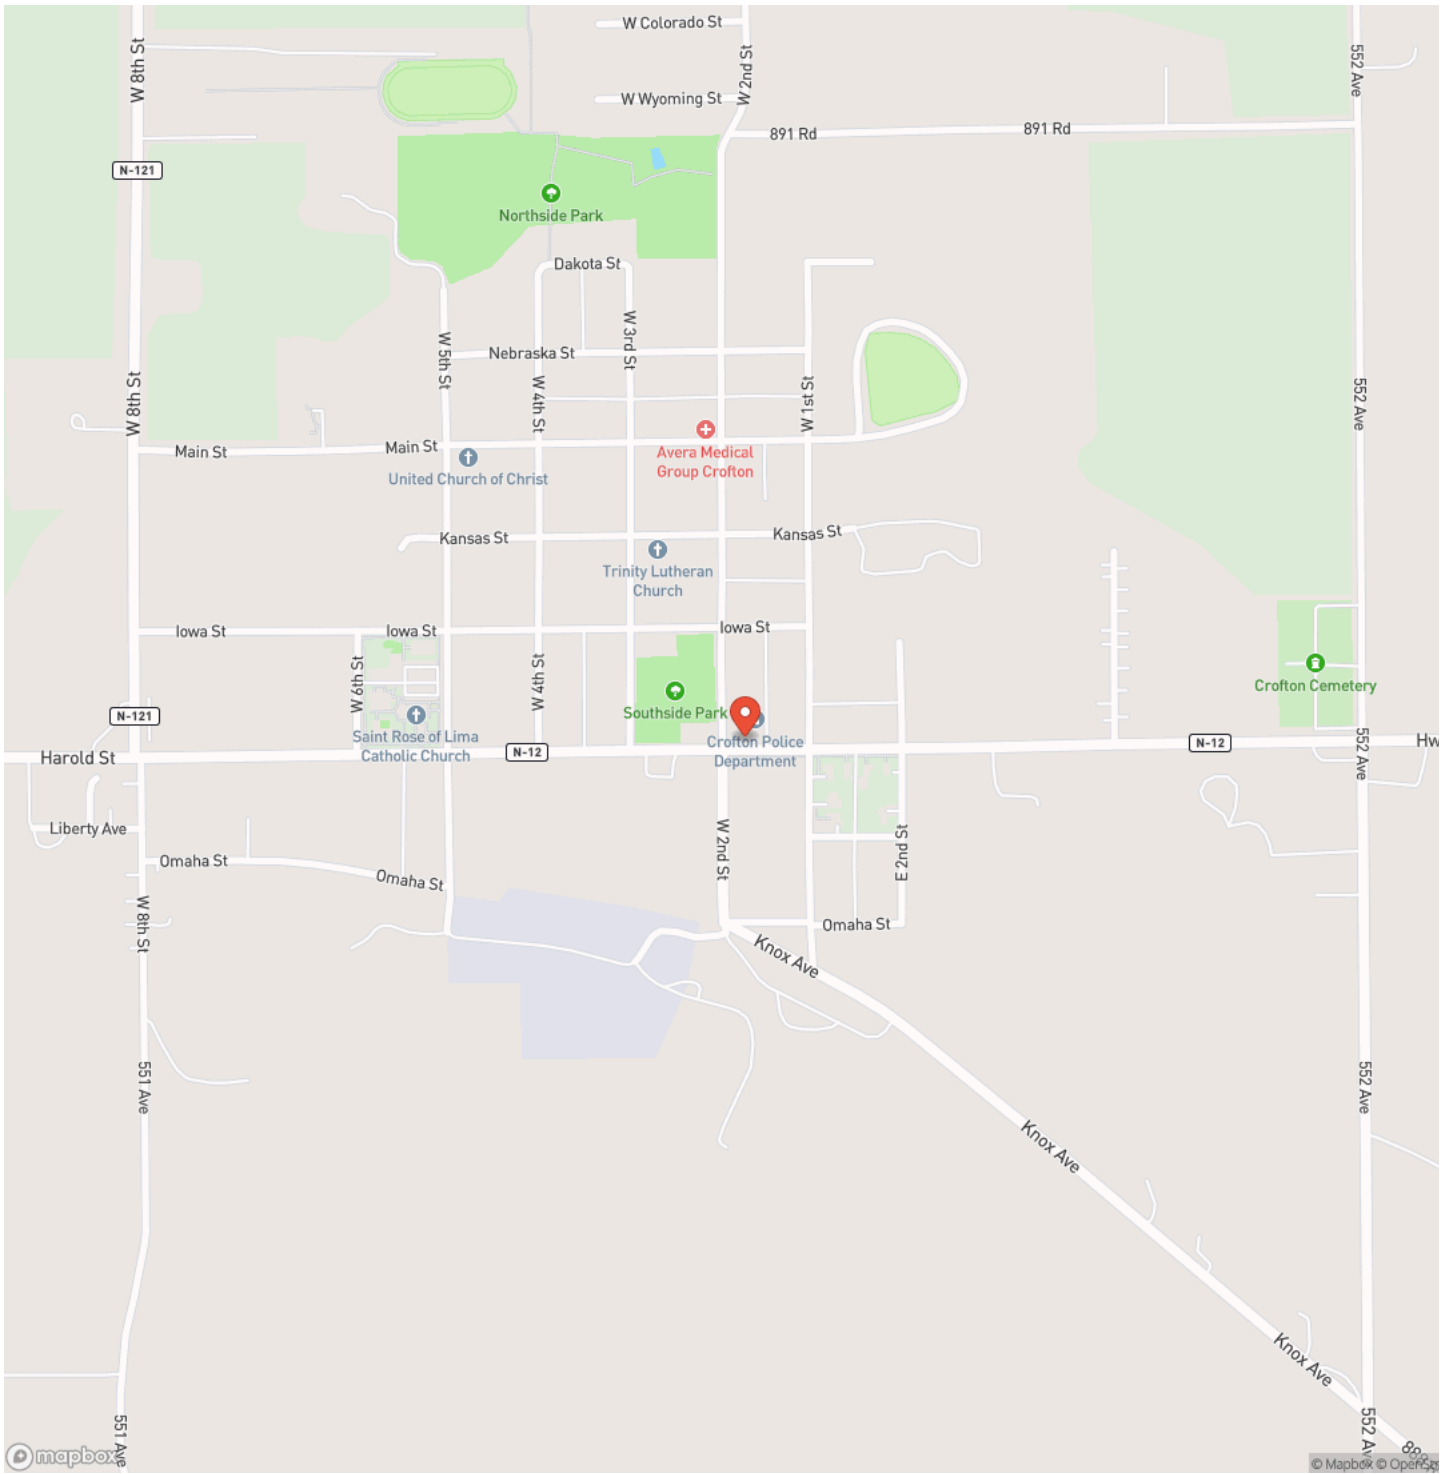 W Colorado St
W 8th St
W 2nd St
552 Ave
W Wyoming St
891 Rd
891 Rd
N-121
Northside Park
Dakota St
W 3rd St
W 5th St
Nebraska St
W 8th St
W 4th St
W 1st St
552 Ave
Main St
Main St
Avera Medical
Group Crofton
United Church of Christ
Kansas St
Kansas St
Trinity Lutheran
Church
Iowa St
Iowa St
Iowa St
W 6th St
W 4th St
Crofton Cemetery
Southside Park
N-121
Saint Rose of Lima
Catholic Church
Crofton Police
Department
N-12
N-12
Hw
Harold St
552 Ave
Liberty Ave
W 2nd St
E 2nd St
Omaha St
Omaha St
W 8th St
Omaha St
Knox Ave
551 Ave
552 Ave
Knox Ave
Knox Ave
551 Ave
552 Av
mapbox
© Mapbox © OpenStr